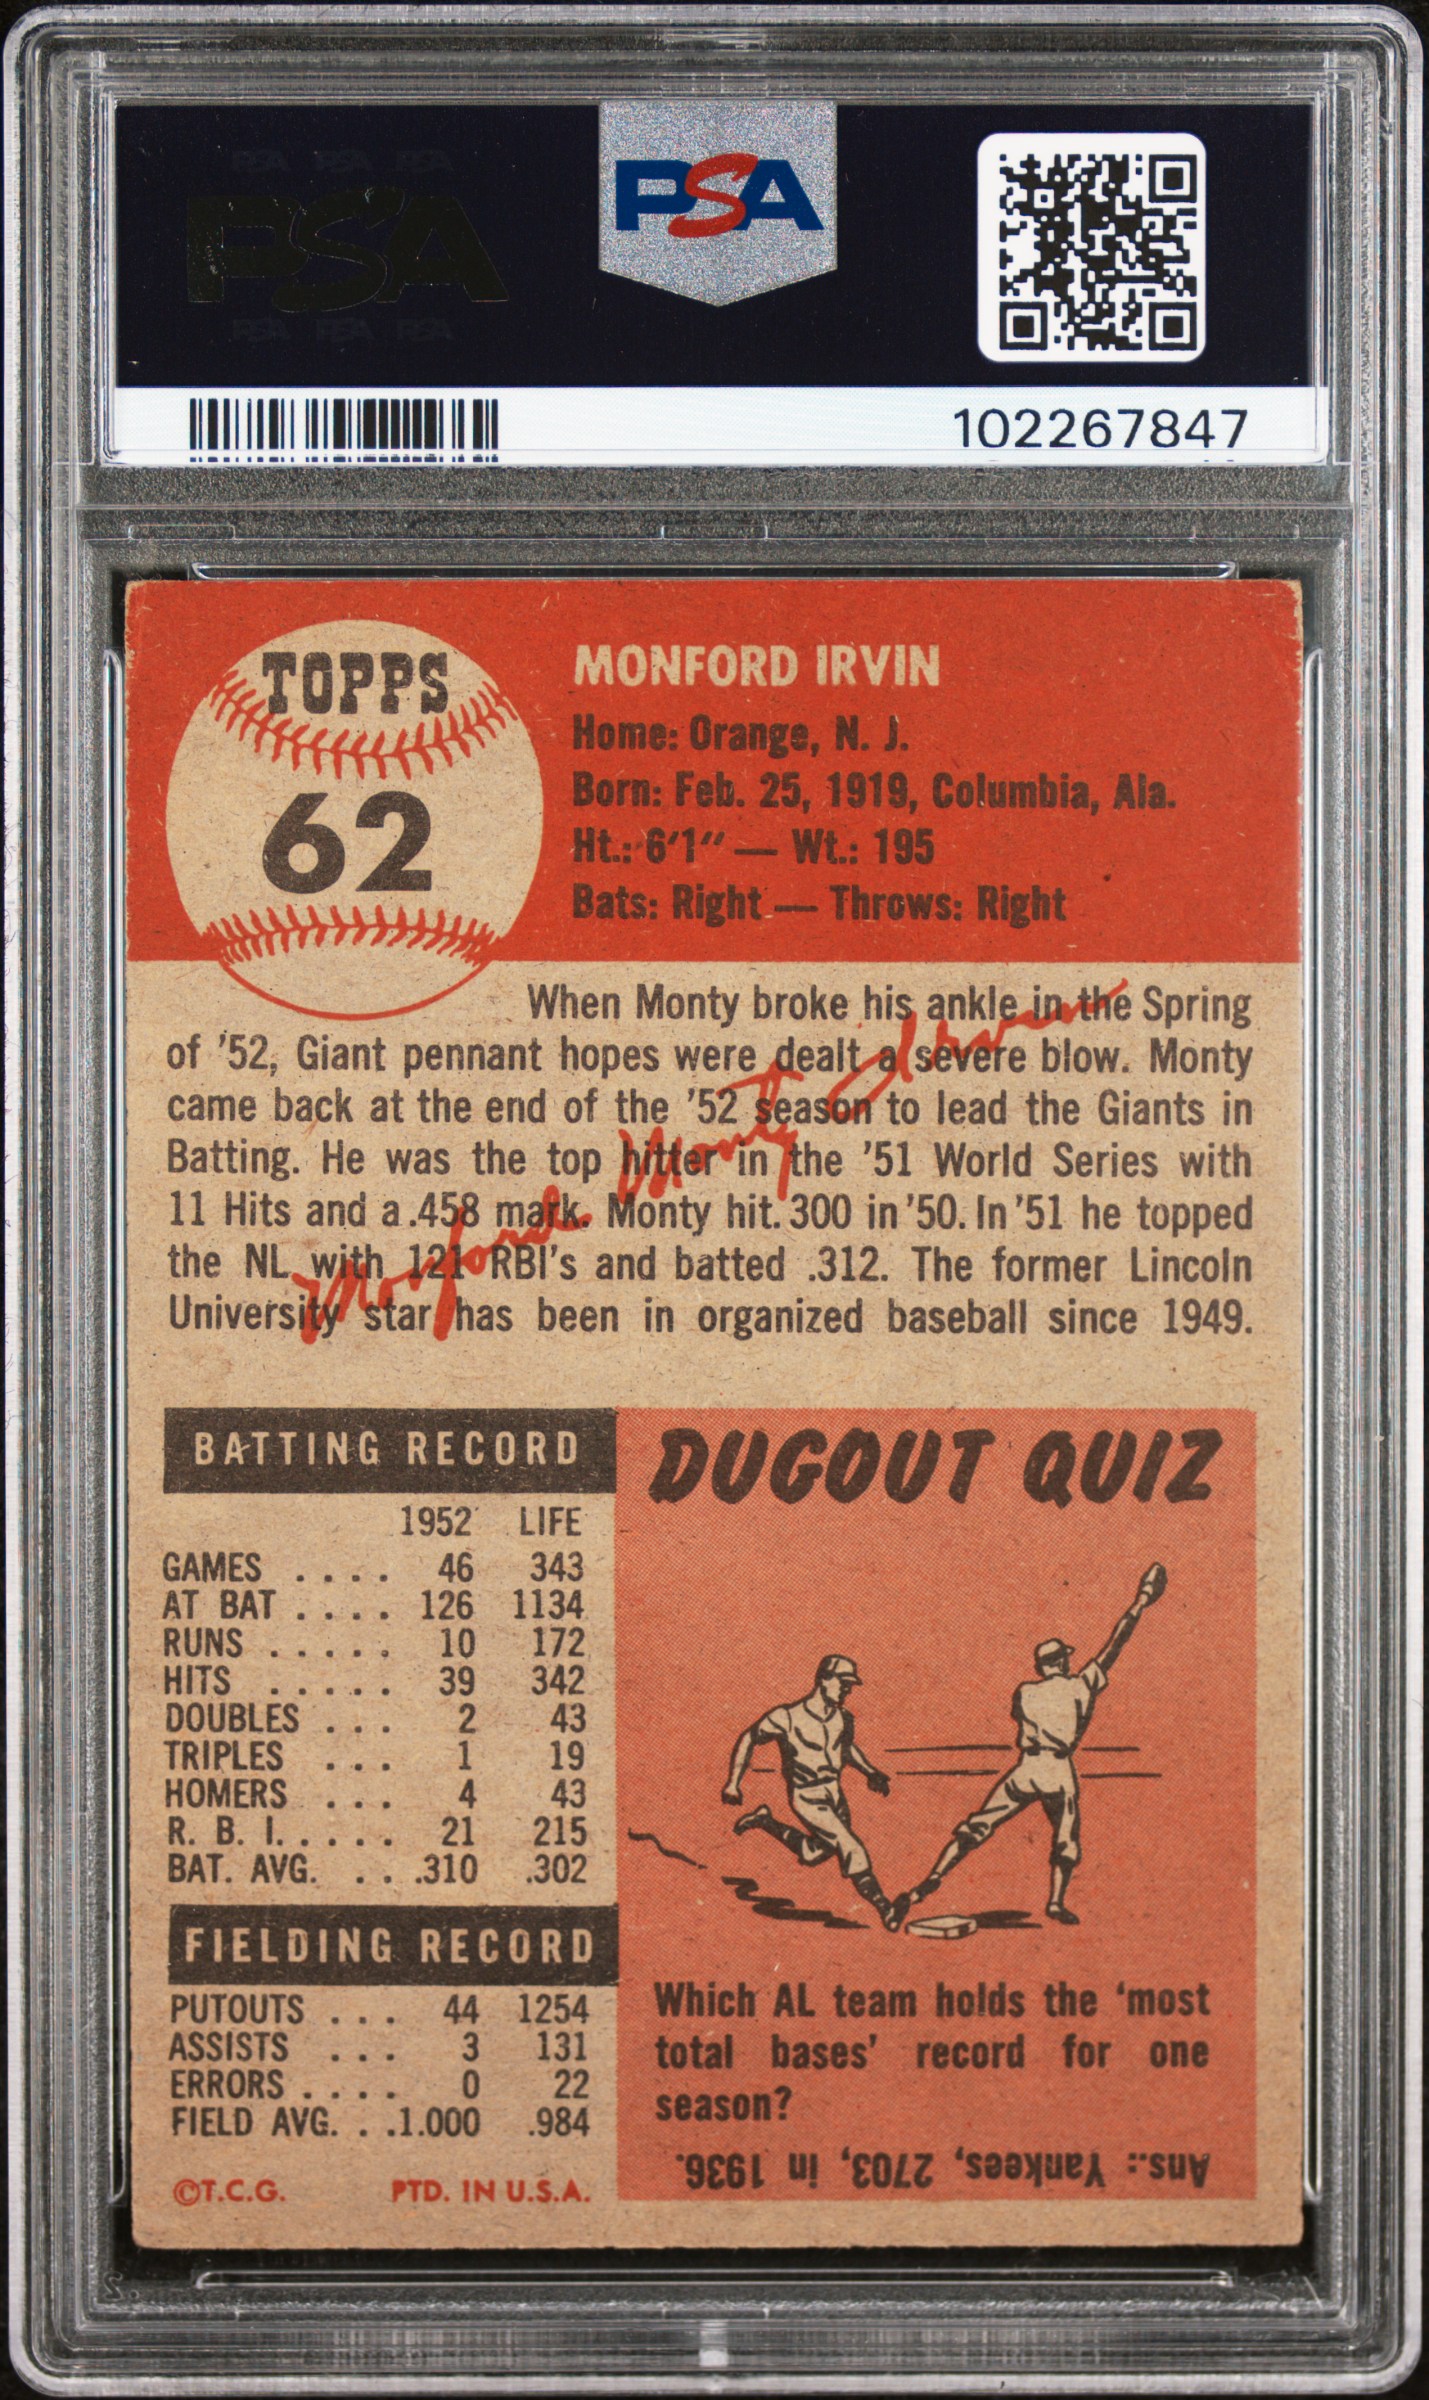 PSA PSA PSA
PSA
PSA PSA PSA
PSA
102267847
TOPPS
62
MONFORD IRVIN
Home: Orange, N. J.
Born: Feb. 25, 1919, Columbia, Ala.
Ht.: 6'1" — Wt.: 195
Bats: Right — Throws: Right
When Monty broke his ankle in the Spring
of '52, Giant pennant hopes were dealt a severe blow. Monty
came back at the end of the '52 season to lead the Giants in
Batting. He was the top hitter in the '51 World Series with
11 Hits and a .458 mark. Monty hit .300 in '50. In '51 he topped
the NL with 121 RBI's and batted .312. The former Lincoln
University star has been in organized baseball since 1949.
Monford Monty Irvin
BATTING RECORD
1952 LIFE
GAMES .... 46 343
AT BAT .... 126 1134
RUNS ..... 10 172
HITS ..... 39 342
DOUBLES ... 2 43
TRIPLES ... 1 19
HOMERS ... 4 43
R. B. I. .... 21 215
BAT. AVG. ... .310 .302
FIELDING RECORD
PUTOUTS ... 44 1254
ASSISTS ... 3 131
ERRORS .... 0 22
FIELD AVG. .. .1.000 .984
©T.C.G. PTD. IN U.S.A.
DUGOUT QUIZ
Which AL team holds the 'most
total bases' record for one
season?
Ans.: Yankees, 2703, in 1936.